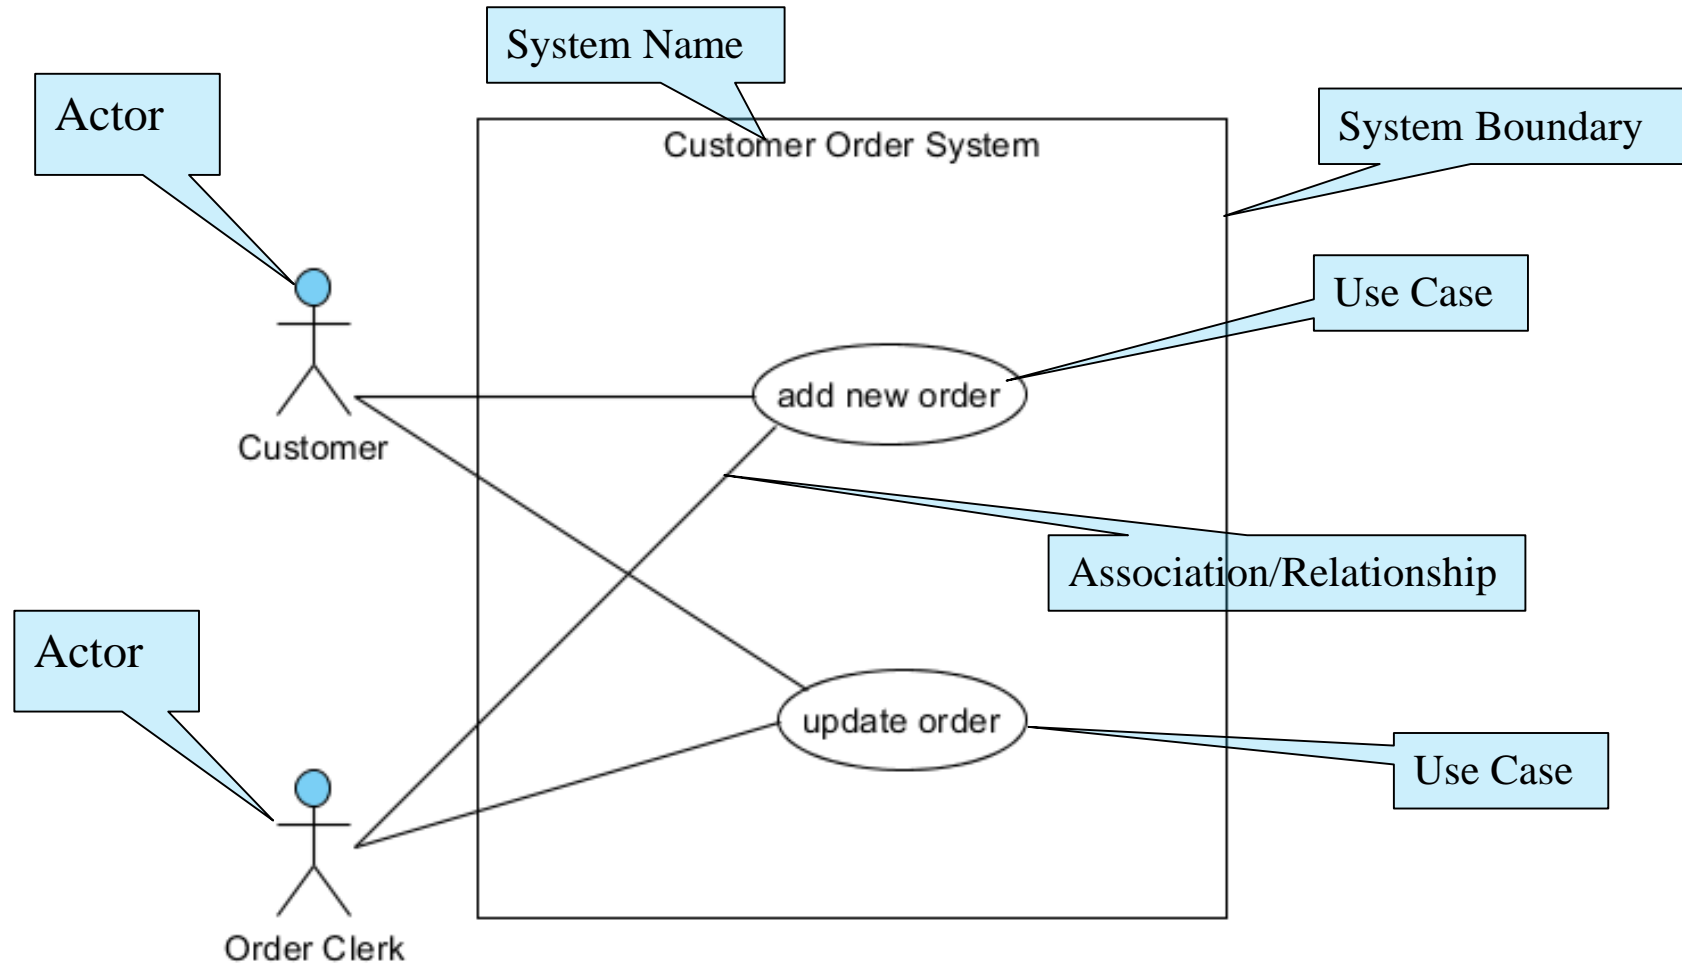 System Name
Actor
Customer Order System
System Boundary
Use Case
add new order
Customer
Association/Relationship
Actor
update order
Use Case
Order Clerk